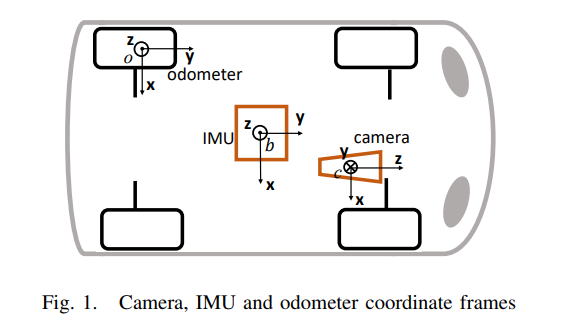 z
o
y
odometer
x
IMU
z
y
b
x
camera
y
z
c
x
Fig. 1. Camera, IMU and odometer coordinate frames